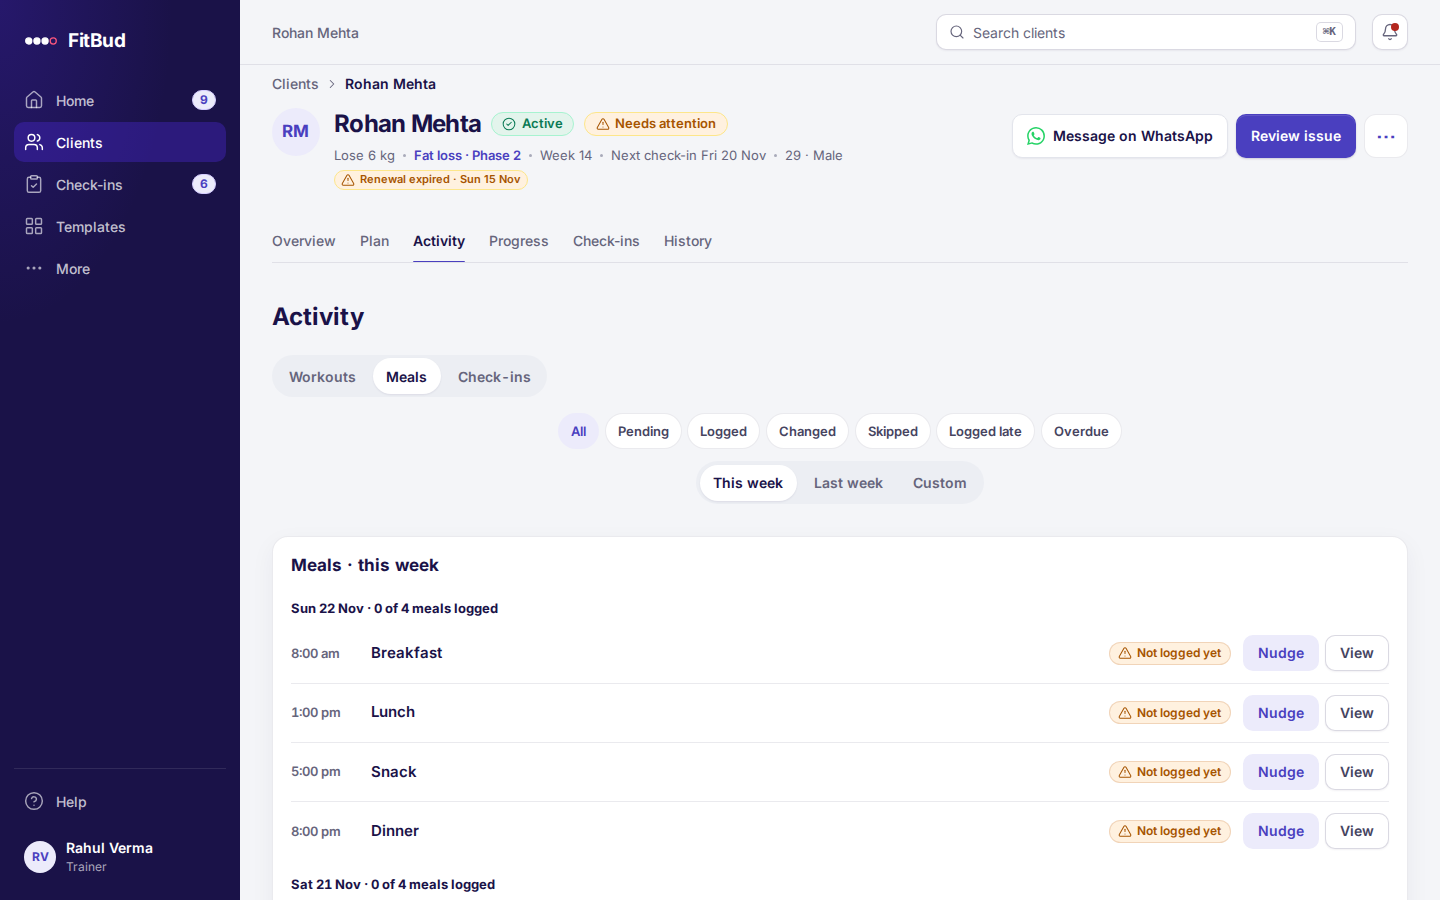 FitBud
Home 9
Clients
Check-ins 6
Templates
More
Help
RV
Rahul Verma
Trainer
Rohan Mehta
Search clients
⌘K
Clients > Rohan Mehta
RM
Rohan Mehta
Active
Needs attention
Lose 6 kg • Fat loss · Phase 2 • Week 14 • Next check-in Fri 20 Nov • 29 · Male
Renewal expired · Sun 15 Nov
Message on WhatsApp
Review issue
Overview Plan Activity Progress Check-ins History
Activity
Workouts Meals Check-ins
All Pending Logged Changed Skipped Logged late Overdue
This week Last week Custom
Meals · this week
Sun 22 Nov · 0 of 4 meals logged
8:00 am Breakfast Not logged yet Nudge View
1:00 pm Lunch Not logged yet Nudge View
5:00 pm Snack Not logged yet Nudge View
8:00 pm Dinner Not logged yet Nudge View
Sat 21 Nov · 0 of 4 meals logged